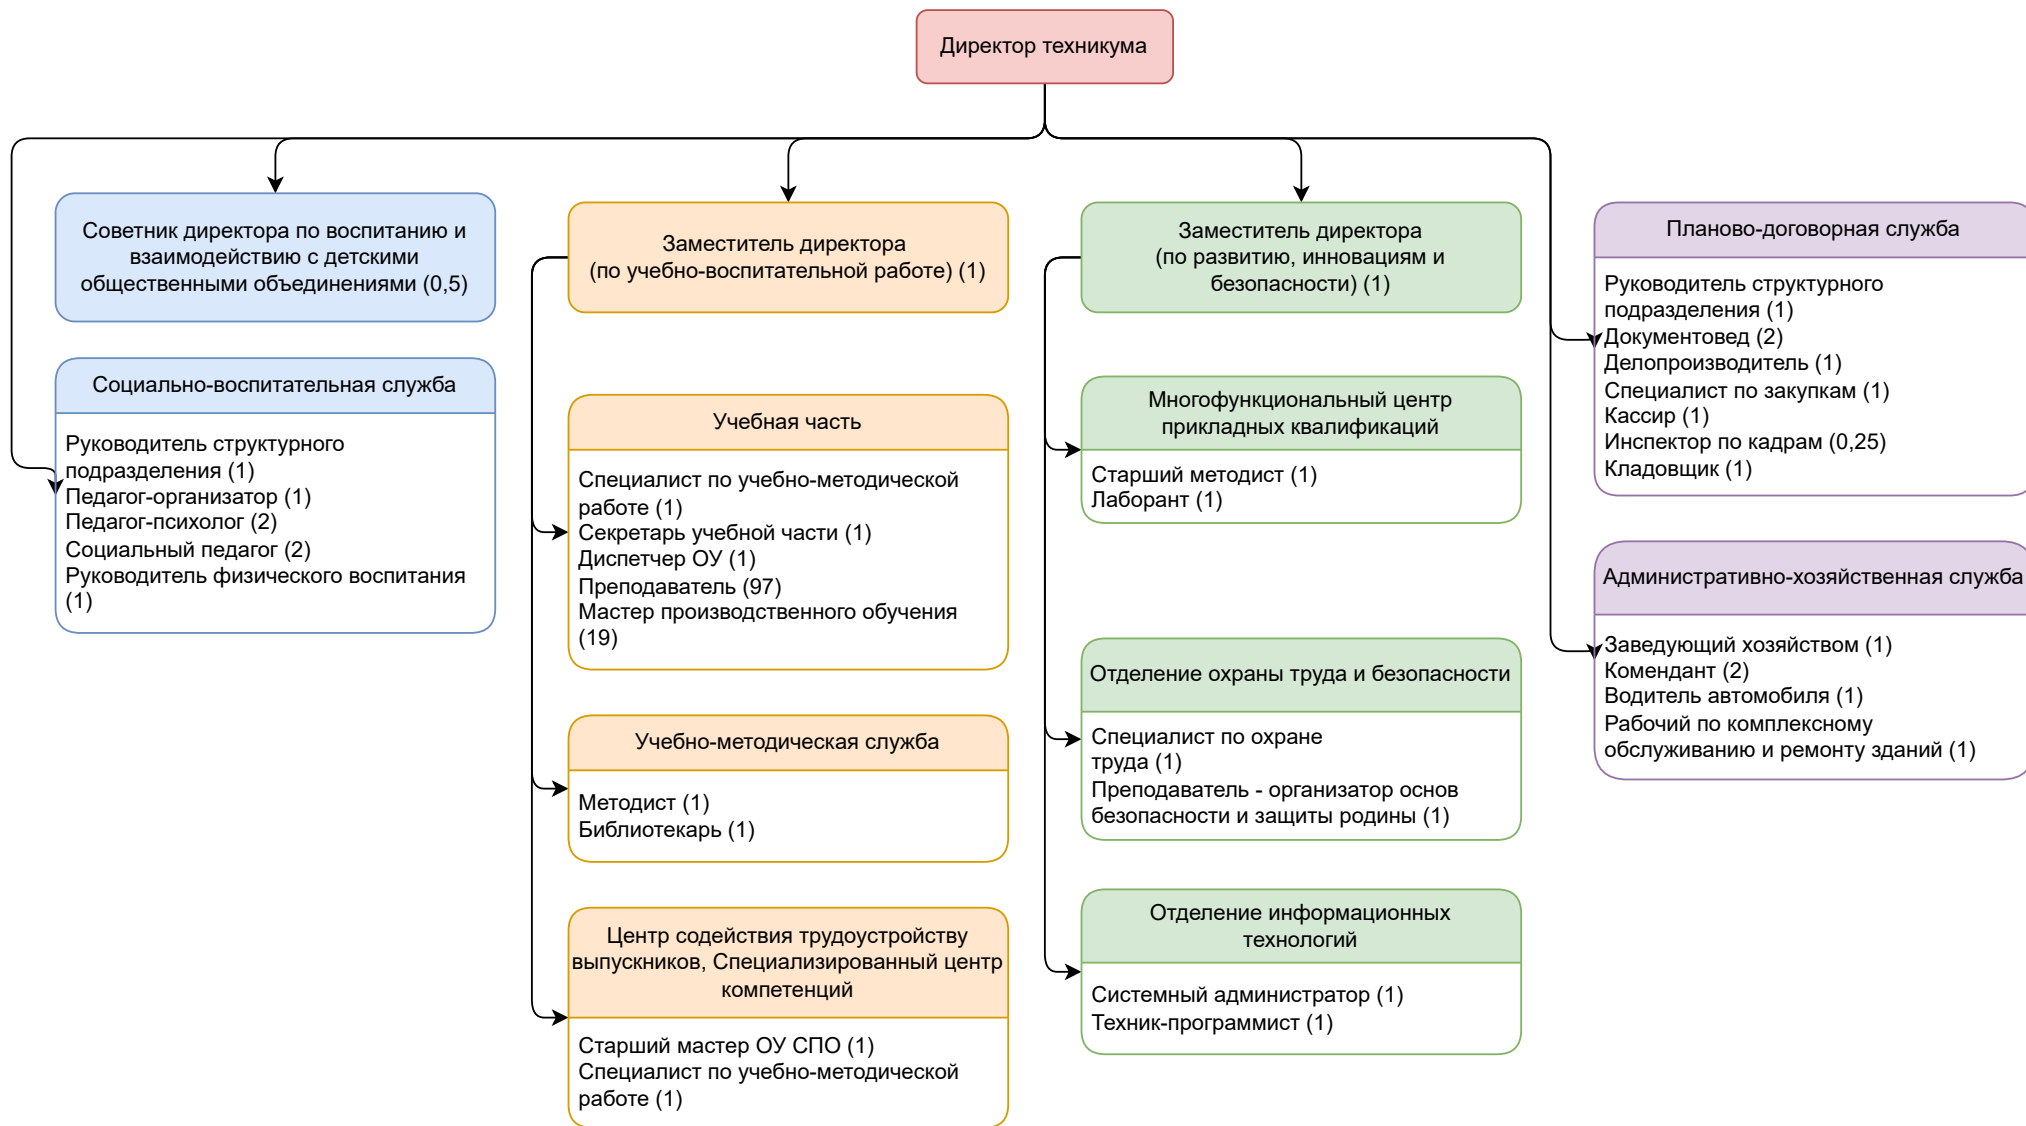 Директор техникума
Советник директора по воспитанию и
взаимодействию с детскими
общественными объединениями (0,5)
Социально-воспитательная служба
Руководитель структурного
подразделения (1)
Педагог-организатор (1)
Педагог-психолог (2)
Социальный педагог (2)
Руководитель физического воспитания
(1)
Заместитель директора
(по учебно-воспитательной работе) (1)
Учебная часть
Специалист по учебно-методической
работе (1)
Секретарь учебной части (1)
Диспетчер ОУ (1)
Преподаватель (97)
Мастер производственного обучения
(19)
Учебно-методическая служба
Методист (1)
Библиотекарь (1)
Центр содействия трудоустройству
выпускников, Специализированный центр
компетенций
Старший мастер ОУ СПО (1)
Специалист по учебно-методической
работе (1)
Заместитель директора
(по развитию, инновациям и
безопасности) (1)
Многофункциональный центр
прикладных квалификаций
Старший методист (1)
Лаборант (1)
Отделение охраны труда и безопасности
Специалист по охране
труда (1)
Преподаватель - организатор основ
безопасности и защиты родины (1)
Отделение информационных
технологий
Системный администратор (1)
Техник-программист (1)
Планово-договорная служба
Руководитель структурного
подразделения (1)
Документовед (2)
Делопроизводитель (1)
Специалист по закупкам (1)
Кассир (1)
Инспектор по кадрам (0,25)
Кладовщик (1)
Административно-хозяйственная служба
Заведующий хозяйством (1)
Комендант (2)
Водитель автомобиля (1)
Рабочий по комплексному
обслуживанию и ремонту зданий (1)